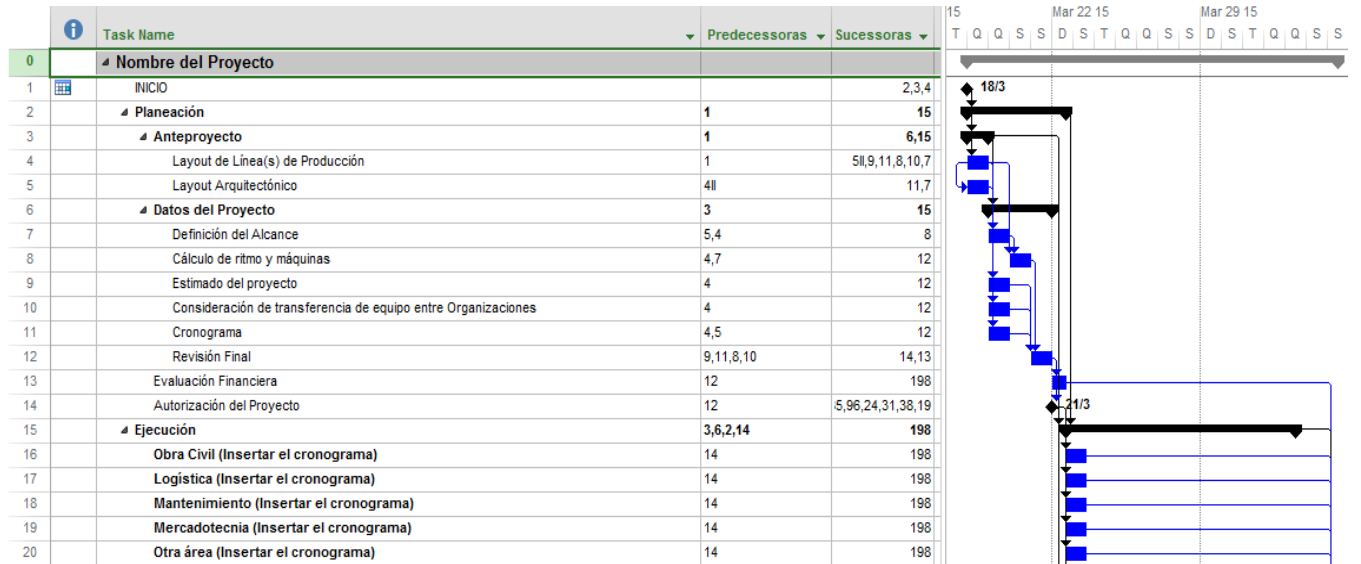 15 Mar 22 15 Mar 29 15
Task Name Predecessoras Sucessoras T Q Q S S D S T Q Q S S D S T Q Q S S
0 Nombre del Proyecto
1 INICIO 2,3,4 18/3
2 Planeación 1 15
3 Anteproyecto 1 6,15
4 Layout de Línea(s) de Producción 1 5II,9,11,8,10,7
5 Layout Arquitectónico 4II 11,7
6 Datos del Proyecto 3 15
7 Definición del Alcance 5,4 8
8 Cálculo de ritmo y máquinas 4,7 12
9 Estimado del proyecto 4 12
10 Consideración de transferencia de equipo entre Organizaciones 4 12
11 Cronograma 4,5 12
12 Revisión Final 9,11,8,10 14,13
13 Evaluación Financiera 12 198
14 Autorización del Proyecto 12 5,96,24,31,38,19 21/3
15 Ejecución 3,6,2,14 198
16 Obra Civil (Insertar el cronograma) 14 198
17 Logística (Insertar el cronograma) 14 198
18 Mantenimiento (Insertar el cronograma) 14 198
19 Mercadotecnia (Insertar el cronograma) 14 198
20 Otra área (Insertar el cronograma) 14 198